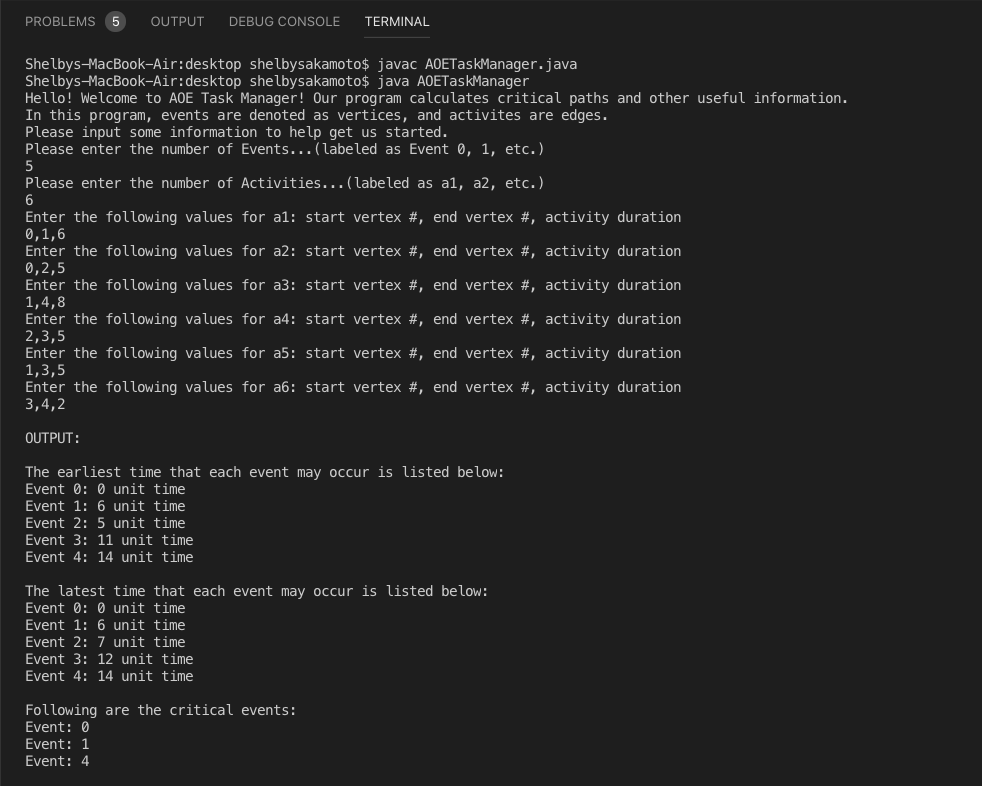 PROBLEMS 5 OUTPUT DEBUG CONSOLE TERMINAL
Shelbys-MacBook-Air:desktop shelbysakamoto$ javac AOETaskManager.java
Shelbys-MacBook-Air:desktop shelbysakamoto$ java AOETaskManager
Hello! Welcome to AOE Task Manager! Our program calculates critical paths and other useful information.
In this program, events are denoted as vertices, and activites are edges.
Please input some information to help get us started.
Please enter the number of Events...(labeled as Event 0, 1, etc.)
5
Please enter the number of Activities...(labeled as a1, a2, etc.)
6
Enter the following values for a1: start vertex #, end vertex #, activity duration
0,1,6
Enter the following values for a2: start vertex #, end vertex #, activity duration
0,2,5
Enter the following values for a3: start vertex #, end vertex #, activity duration
1,4,8
Enter the following values for a4: start vertex #, end vertex #, activity duration
2,3,5
Enter the following values for a5: start vertex #, end vertex #, activity duration
1,3,5
Enter the following values for a6: start vertex #, end vertex #, activity duration
3,4,2
OUTPUT:
The earliest time that each event may occur is listed below:
Event 0: 0 unit time
Event 1: 6 unit time
Event 2: 5 unit time
Event 3: 11 unit time
Event 4: 14 unit time
The latest time that each event may occur is listed below:
Event 0: 0 unit time
Event 1: 6 unit time
Event 2: 7 unit time
Event 3: 12 unit time
Event 4: 14 unit time
Following are the critical events:
Event: 0
Event: 1
Event: 4